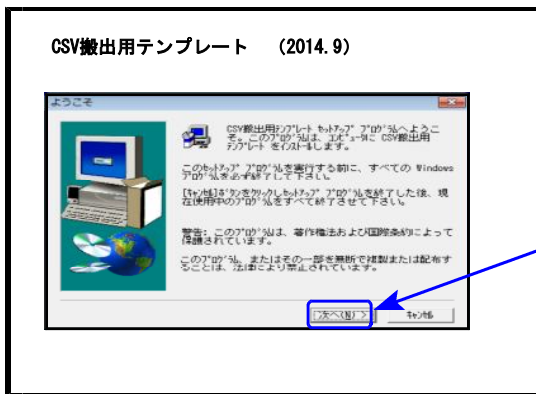 CSV搬出用テンプレート （2014.9）
ようこそ
CSV搬出用ﾃﾝﾌﾟﾚｰﾄ ｾｯﾄｱｯﾌﾟ ﾌﾟﾛｸﾞﾗﾑへようこ
そ。このﾌﾟﾛｸﾞﾗﾑは、ｺﾝﾋﾟｭｰﾀに CSV搬出用
ﾃﾝﾌﾟﾚｰﾄ をｲﾝｽﾄｰﾙします。
このｾｯﾄｱｯﾌﾟ ﾌﾟﾛｸﾞﾗﾑを実行する前に、すべての Windows
ﾌﾟﾛｸﾞﾗﾑを必ず終了して下さい。
[ｷｬﾝｾﾙ]ﾎﾞﾀﾝをｸﾘｯｸしｾｯﾄｱｯﾌﾟ ﾌﾟﾛｸﾞﾗﾑを終了した後、現
在使用中のﾌﾟﾛｸﾞﾗﾑをすべて終了させて下さい。
警告: このﾌﾟﾛｸﾞﾗﾑは、著作権法および国際条約によって
保護されています。
このﾌﾟﾛｸﾞﾗﾑ、またはその一部を無断で複製または配布す
ることは、法律により禁止されています。
次へ(N) > ｷｬﾝｾﾙ